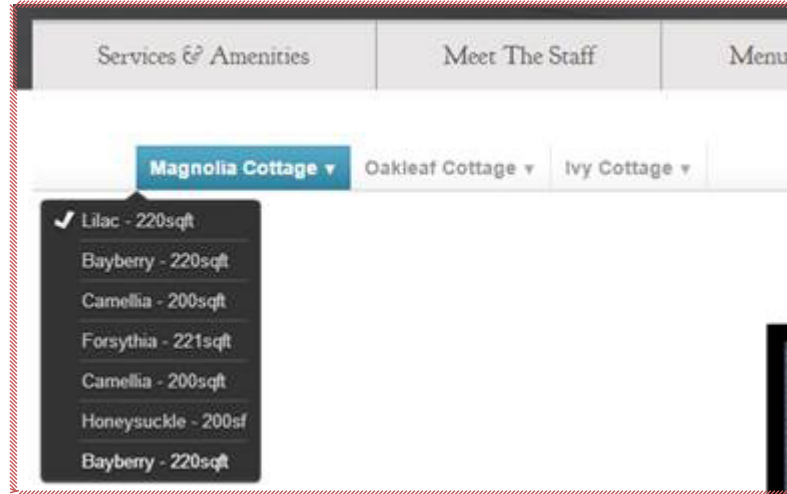 Services & Amenities
Meet The Staff
Menu
Magnolia Cottage ▾
Oakleaf Cottage ▾
Ivy Cottage ▾
✔ Lilac - 220sqft
Bayberry - 220sqft
Camellia - 200sqft
Forsythia - 221sqft
Camellia - 200sqft
Honeysuckle - 200sf
Bayberry - 220sqft